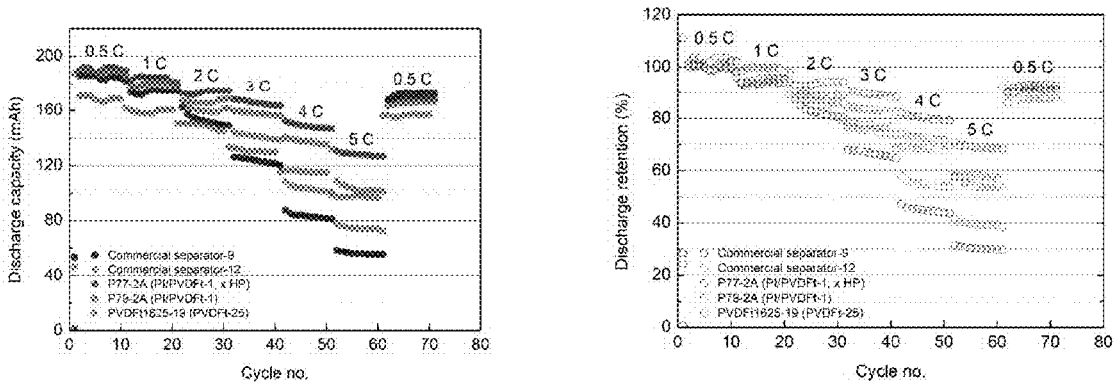 Discharge capacity (mAh)
200
160
120
80
40
0
0.5 C
1 C
2 C
3 C
4 C
5 C
0.5 C
Commercial separator-9
Commercial separator-12
P77-2A (PI/PVDFt-1, x HP)
P79-2A (PI/PVDFt-1)
PVDFt1625-19 (PVDFt-25)
0 10 20 30 40 50 60 70 80
Cycle no.
Discharge retention (%)
120
100
80
60
40
20
0
0.5 C
1 C
2 C
3 C
4 C
5 C
0.5 C
Commercial separator-9
Commercial separator-12
P77-2A (PI/PVDFt-1, x HP)
P79-2A (PI/PVDFt-1)
PVDFt1625-19 (PVDFt-25)
0 10 20 30 40 50 60 70 80
Cycle no.